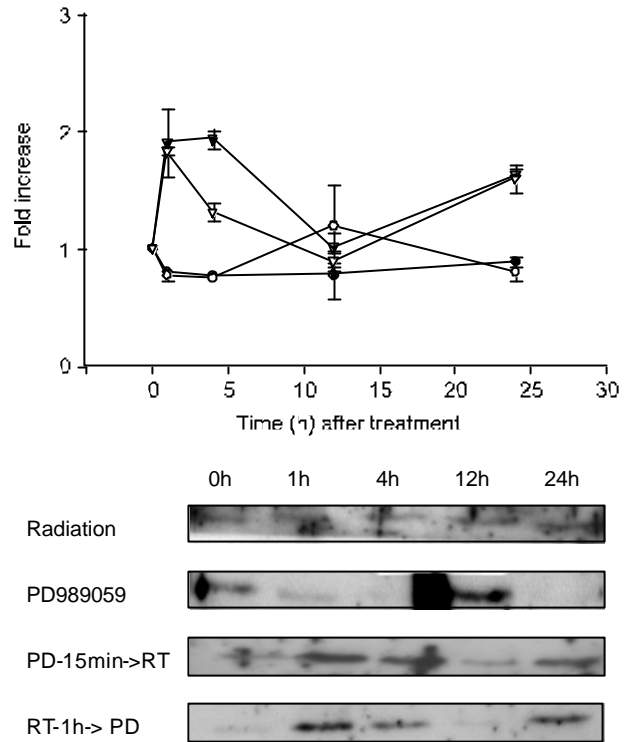 3
2
1
0
Fold increase
0 5 10 15 20 25 30
Time (h) after treatment
0h 1h 4h 12h 24h
Radiation
PD989059
PD-15min->RT
RT-1h-> PD